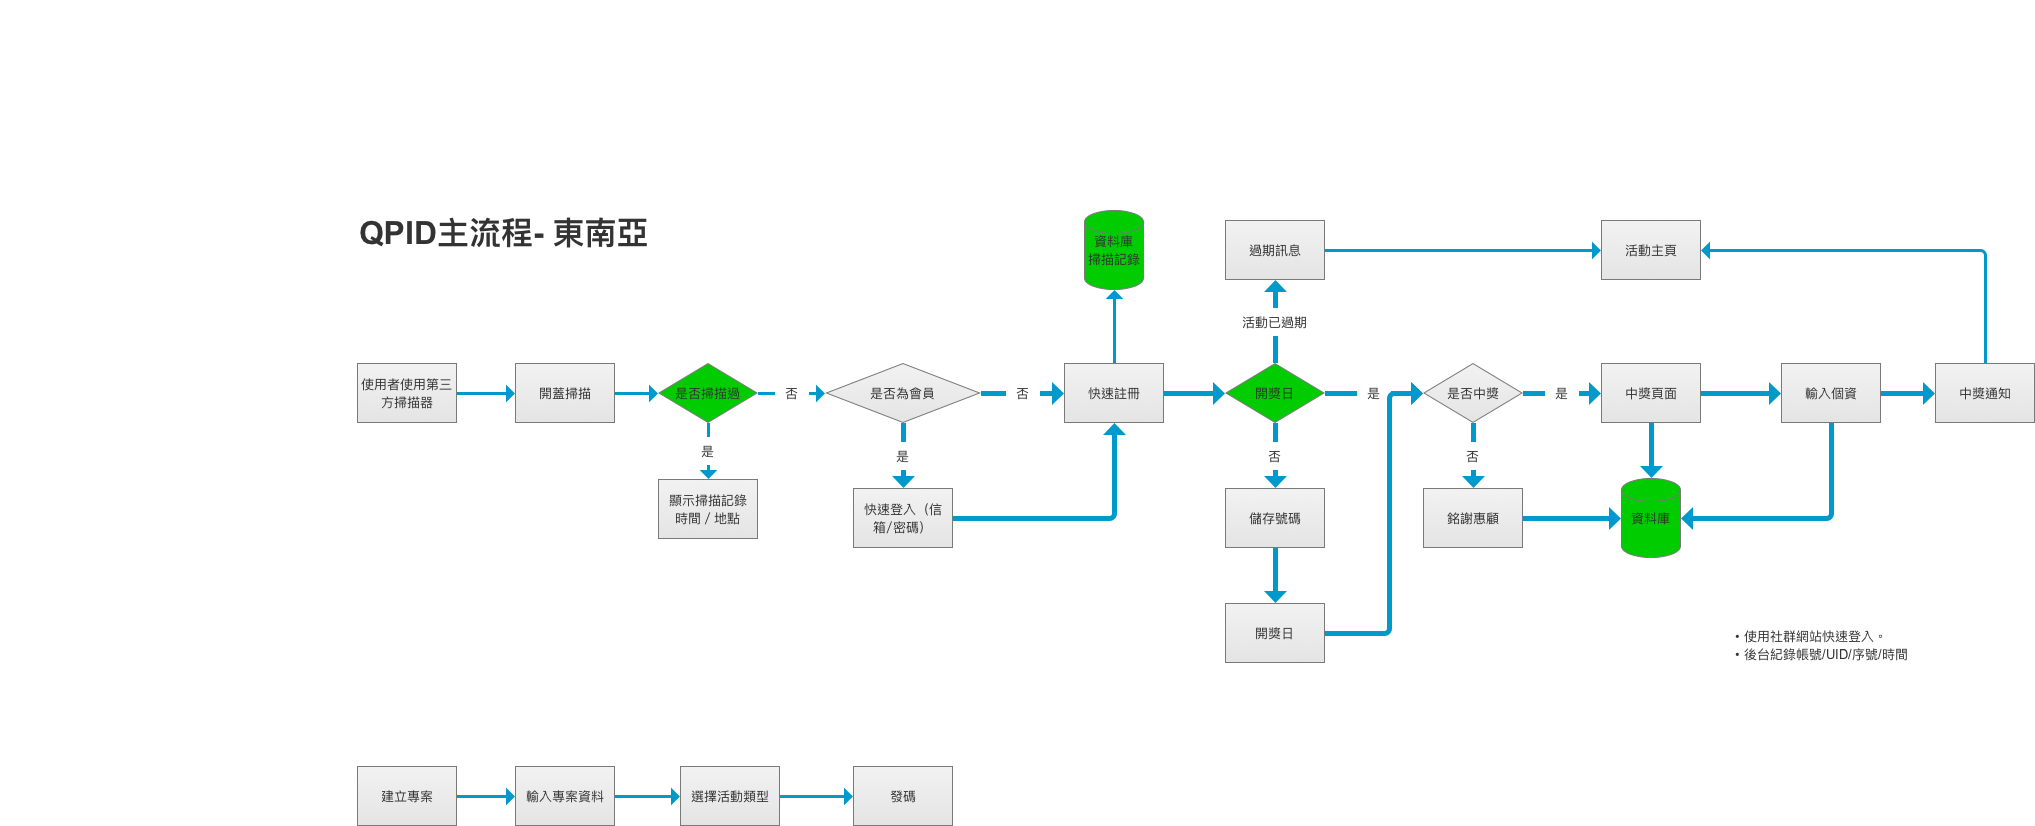 QPID主流程- 東南亞
資料庫
掃描記錄
過期訊息
活動主頁
活動已過期
使用者使用第三
方掃描器
開蓋掃描
是否掃描過
否
是否為會員
否
快速註冊
開獎日
是
是否中獎
是
中獎頁面
輸入個資
中獎通知
是
是
否
否
顯示掃描記錄
時間 / 地點
快速登入（信
箱/密碼）
儲存號碼
銘謝惠顧
資料庫
開獎日
• 使用社群網站快速登入。
• 後台紀錄帳號/UID/序號/時間
建立專案
輸入專案資料
選擇活動類型
發碼